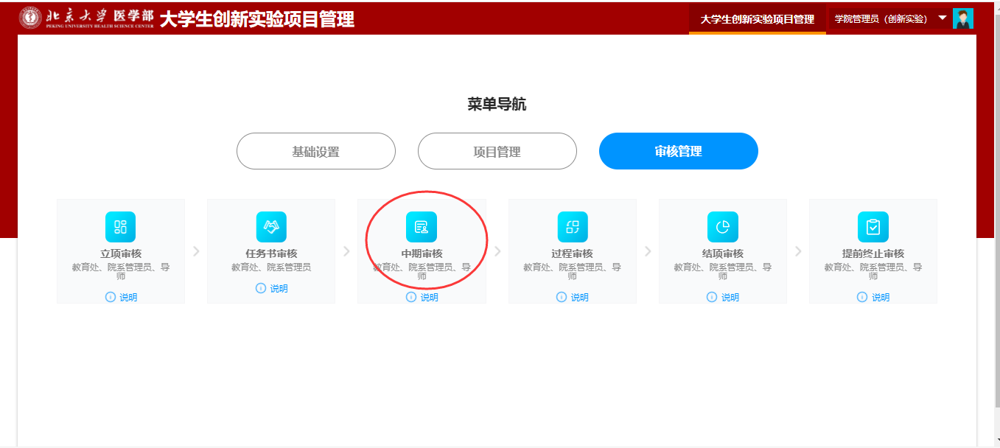 北京大学 医学部 大学生创新实验项目管理
PEKING UNIVERSITY HEALTH SCIENCE CENTER
大学生创新实验项目管理
学院管理员（创新实验）
菜单导航
基础设置
项目管理
审核管理
立项审核
教育处、院系管理员、导
师
说明
任务书审核
教育处、院系管理员
说明
中期审核
教育处、院系管理员、导
师
说明
过程审核
教育处、院系管理员、导
师
说明
结项审核
教育处、院系管理员、导
师
说明
提前终止审核
教育处、院系管理员、导
师
说明